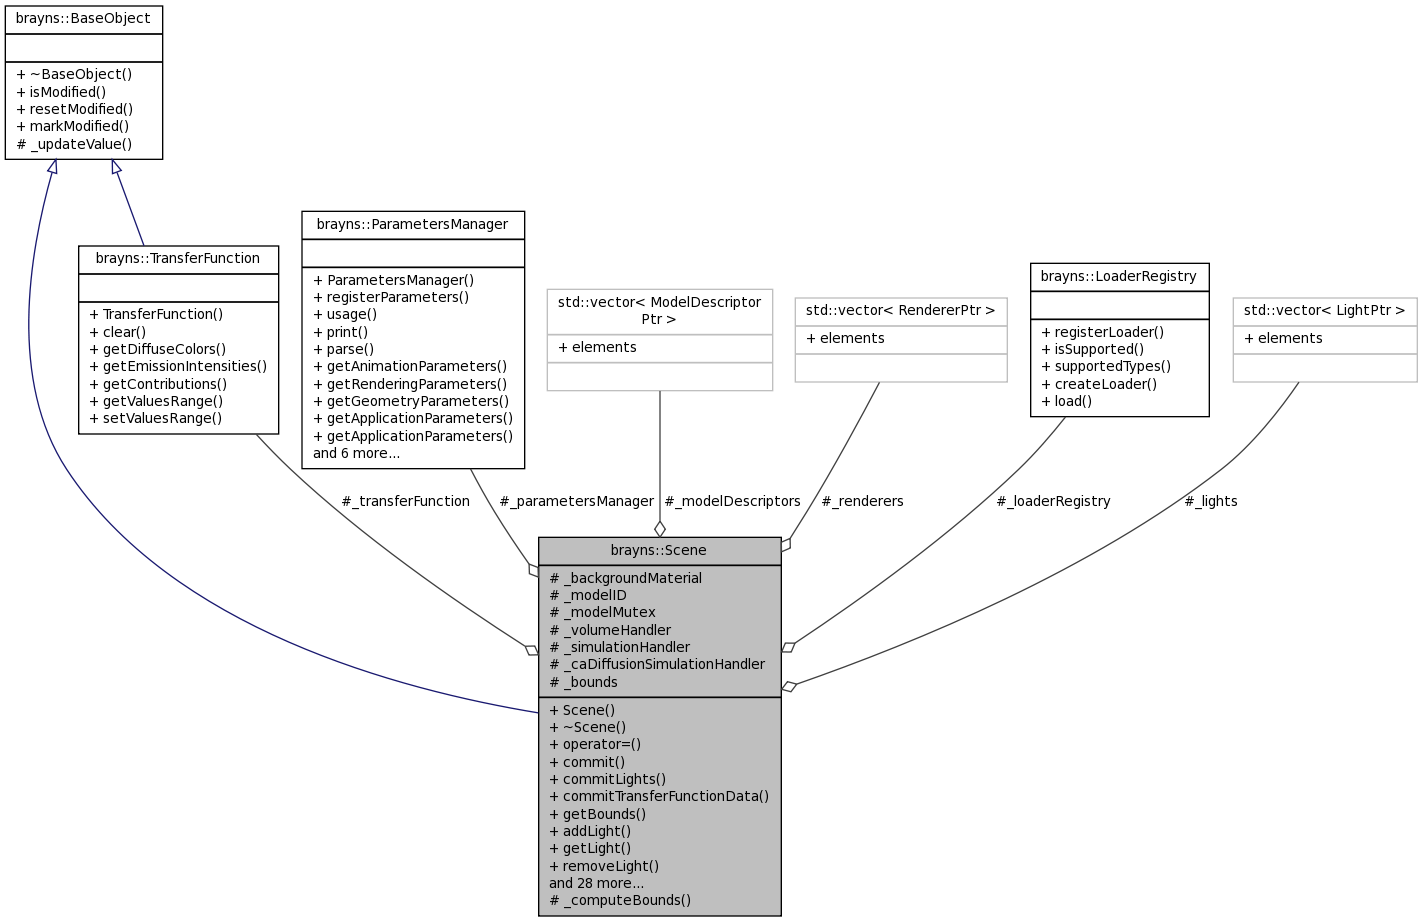 brayns::BaseObject
+ ~BaseObject()
+ isModified()
+ resetModified()
+ markModified()
# _updateValue()
brayns::TransferFunction
+ TransferFunction()
+ clear()
+ getDiffuseColors()
+ getEmissionIntensities()
+ getContributions()
+ getValuesRange()
+ setValuesRange()
brayns::ParametersManager
+ ParametersManager()
+ registerParameters()
+ usage()
+ print()
+ parse()
+ getAnimationParameters()
+ getRenderingParameters()
+ getGeometryParameters()
+ getApplicationParameters()
+ getApplicationParameters()
and 6 more...
std::vector< ModelDescriptor
Ptr >
+ elements
std::vector< RendererPtr >
+ elements
brayns::LoaderRegistry
+ registerLoader()
+ isSupported()
+ supportedTypes()
+ createLoader()
+ load()
std::vector< LightPtr >
+ elements
#_transferFunction
#_parametersManager
#_modelDescriptors
#_renderers
#_loaderRegistry
#_lights
brayns::Scene
# _backgroundMaterial
# _modelID
# _modelMutex
# _volumeHandler
# _simulationHandler
# _caDiffusionSimulationHandler
# _bounds
+ Scene()
+ ~Scene()
+ operator=()
+ commit()
+ commitLights()
+ commitTransferFunctionData()
+ getBounds()
+ addLight()
+ getLight()
+ removeLight()
and 28 more...
# _computeBounds()